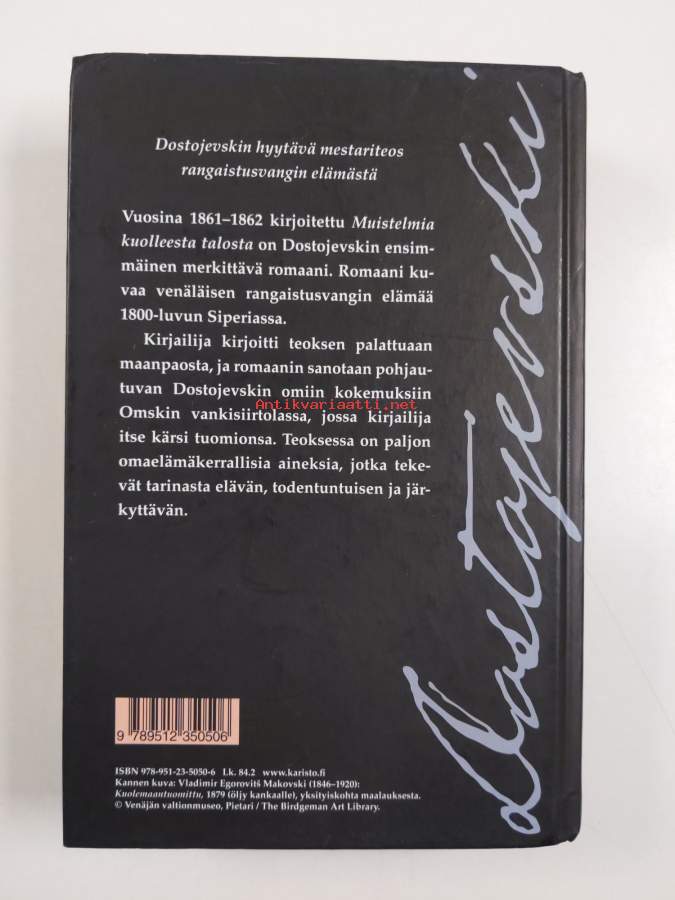 Dostojevskin hyytävä mestariteos
rangaistusvangin elämästä
Vuosina 1861–1862 kirjoitettu Muistelmia
kuolleesta talosta on Dostojevskin ensim-
mäinen merkittävä romaani. Romaani ku-
vaa venäläisen rangaistusvangin elämää
1800-luvun Siperiassa.
Kirjailija kirjoitti teoksen palattuaan
maanpaosta, ja romaanin sanotaan pohjau-
tuvan Dostojevskin omiin kokemuksiin
Omskin vankisiirtolassa, jossa kirjailija
itse kärsi tuomionsa. Teoksessa on paljon
omaelämäkerrallisia aineksia, jotka teke-
vät tarinasta elävän, todentuntuisen ja jär-
kyttävän.
Antikvariaatti.net
Dostojevski
9 789512 350506
ISBN 978-951-23-5050-6 Lk. 84.2 www.karisto.fi
Kannen kuva: Vladimir Egorovitš Makovski (1846–1920):
Kuolemaantuomittu, 1879 (öljy kankaalle), yksityiskohta maalauksesta.
© Venäjän valtionmuseo, Pietari / The Birdgeman Art Library.